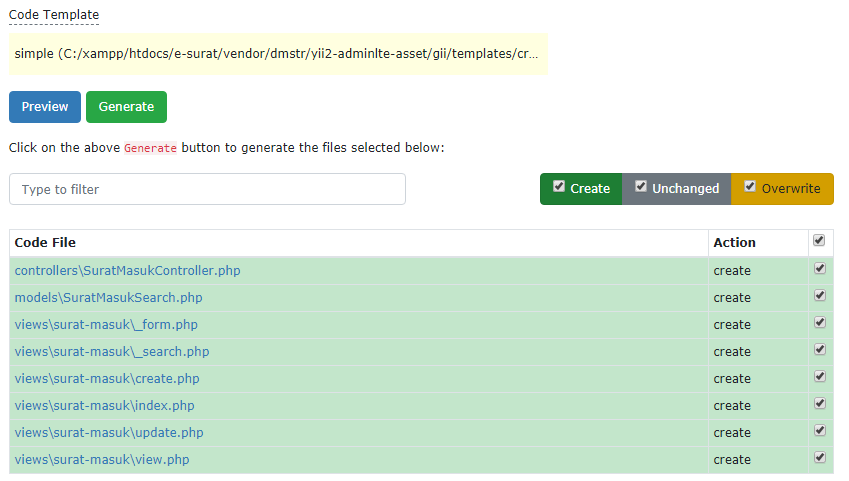 Code Template
simple (C:/xampp/htdocs/e-surat/vendor/dmstr/yii2-adminlte-asset/gii/templates/cr...
Preview Generate
Click on the above Generate button to generate the files selected below:
Type to filter Create Unchanged Overwrite
Code File Action
controllers\SuratMasukController.php create
models\SuratMasukSearch.php create
views\surat-masuk\_form.php create
views\surat-masuk\_search.php create
views\surat-masuk\create.php create
views\surat-masuk\index.php create
views\surat-masuk\update.php create
views\surat-masuk\view.php create